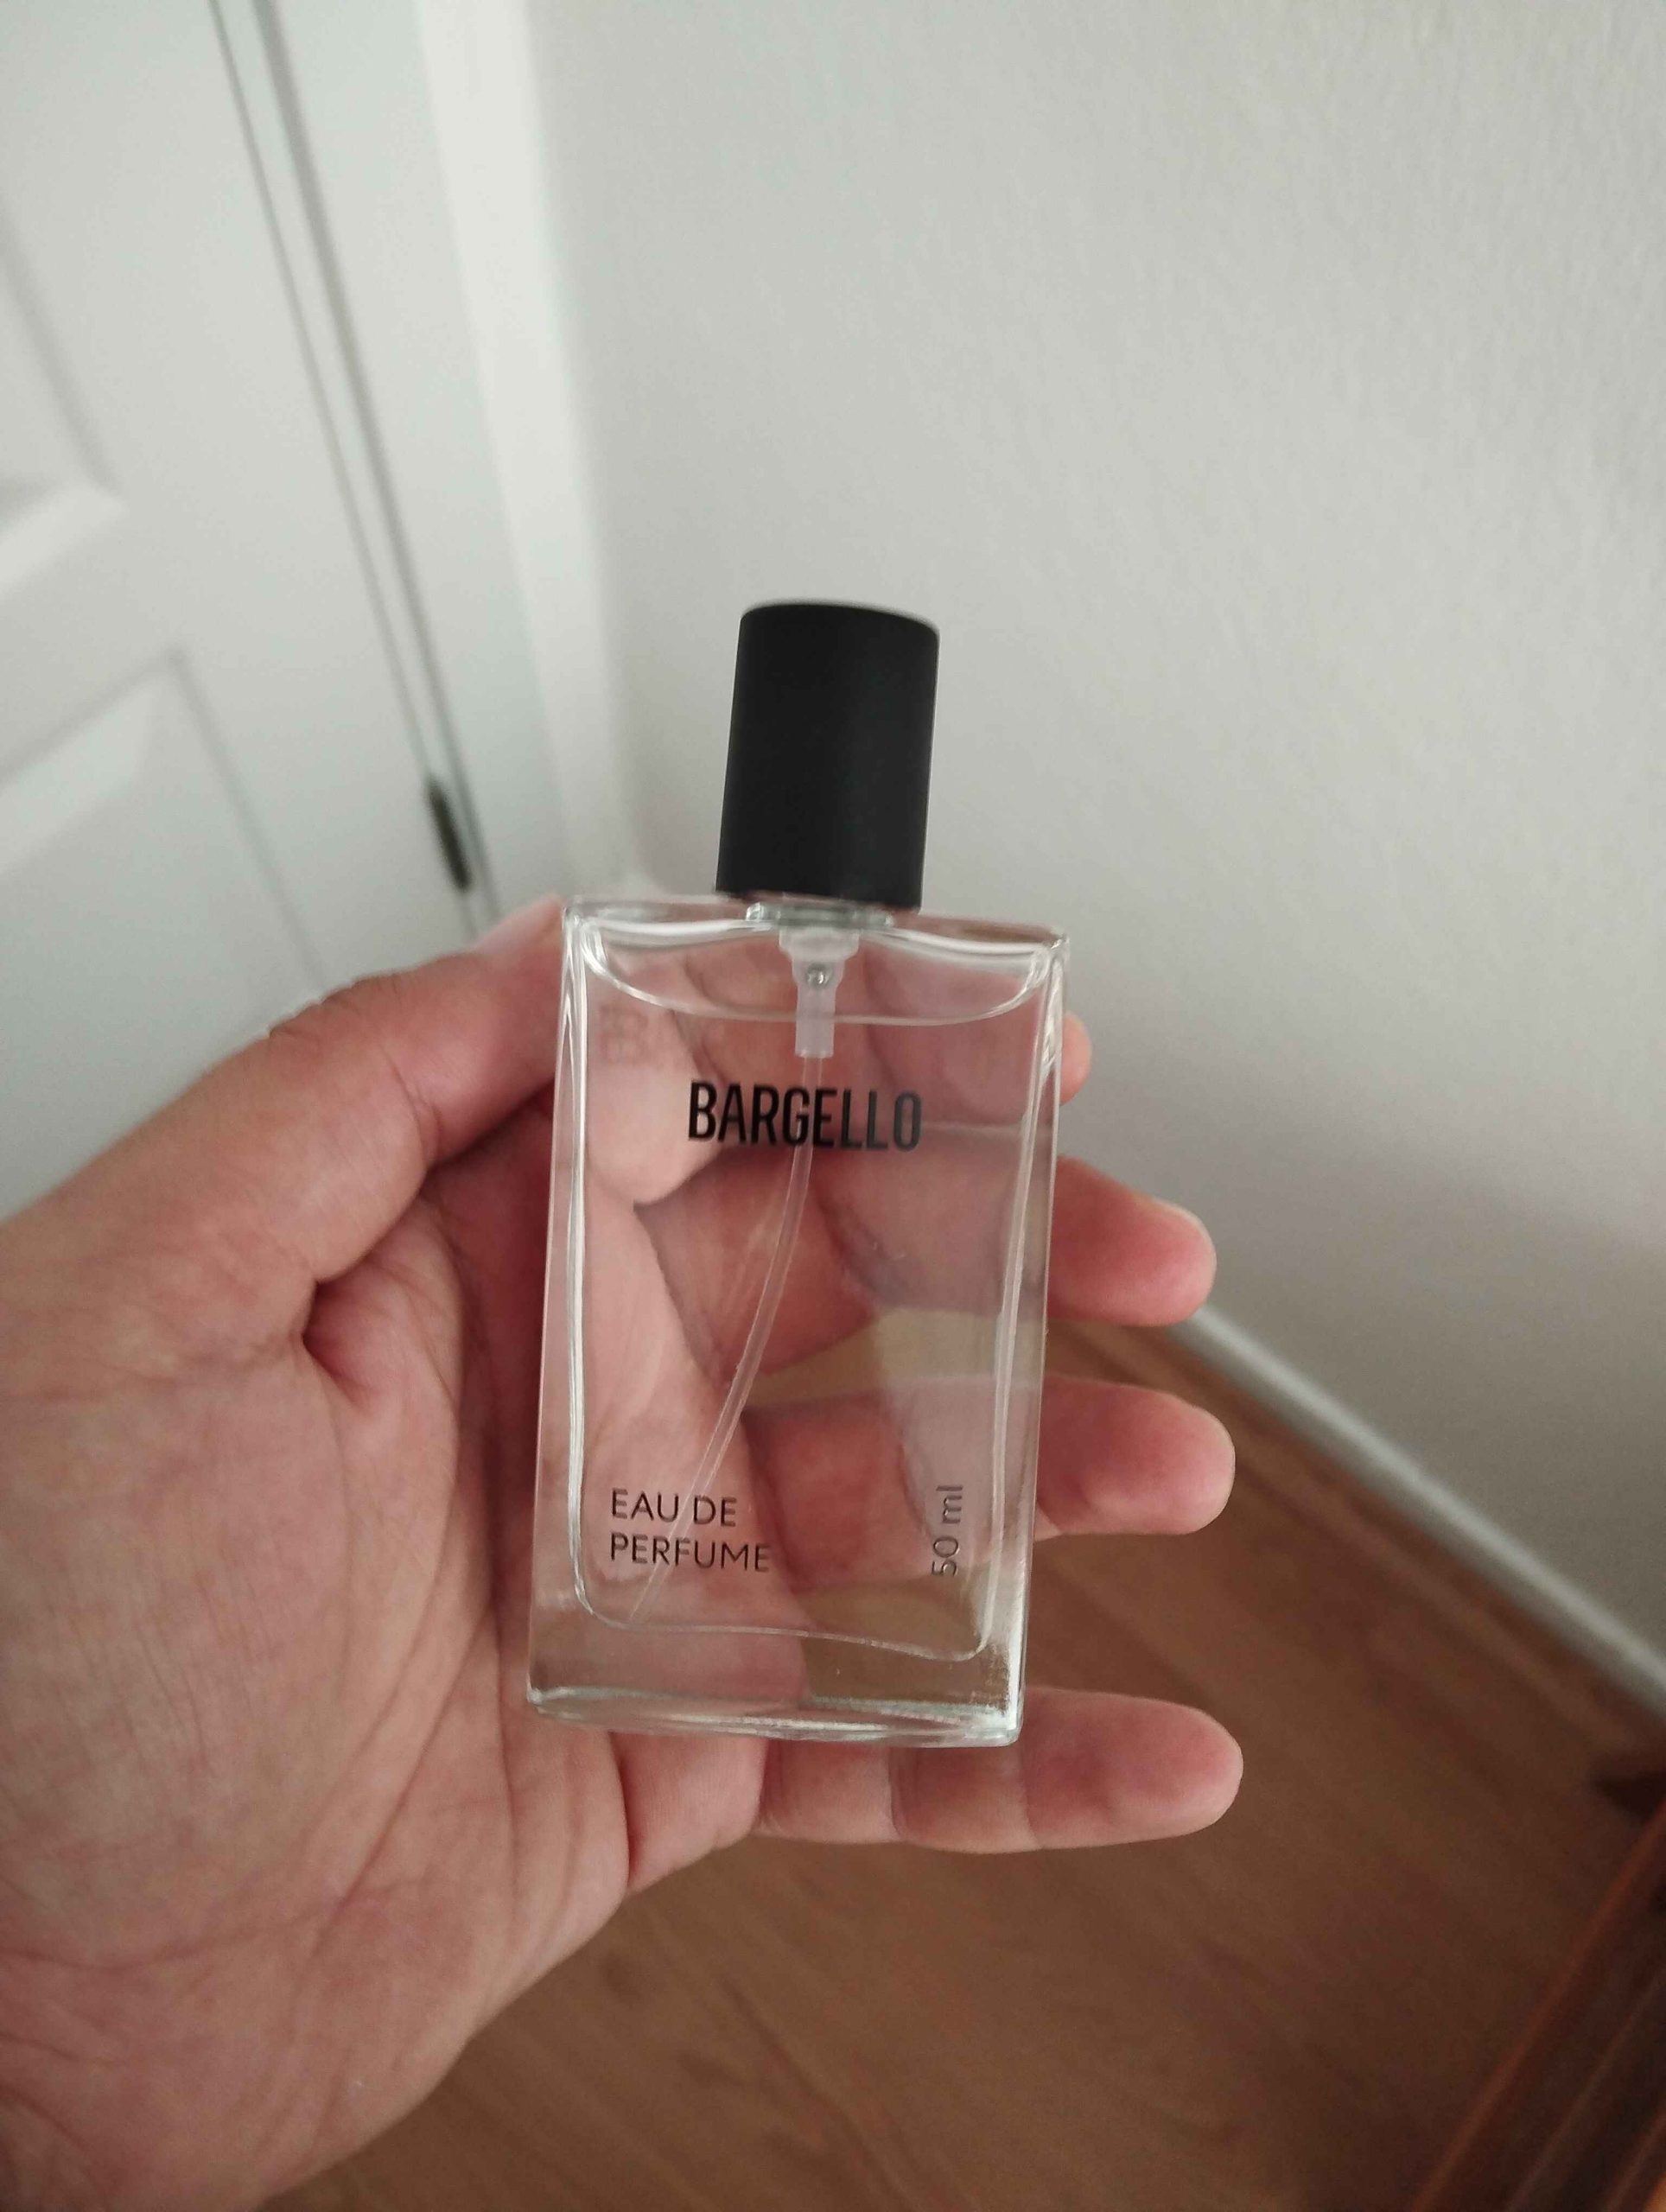 BARGELLO
EAU DE
PERFUME
50 ml